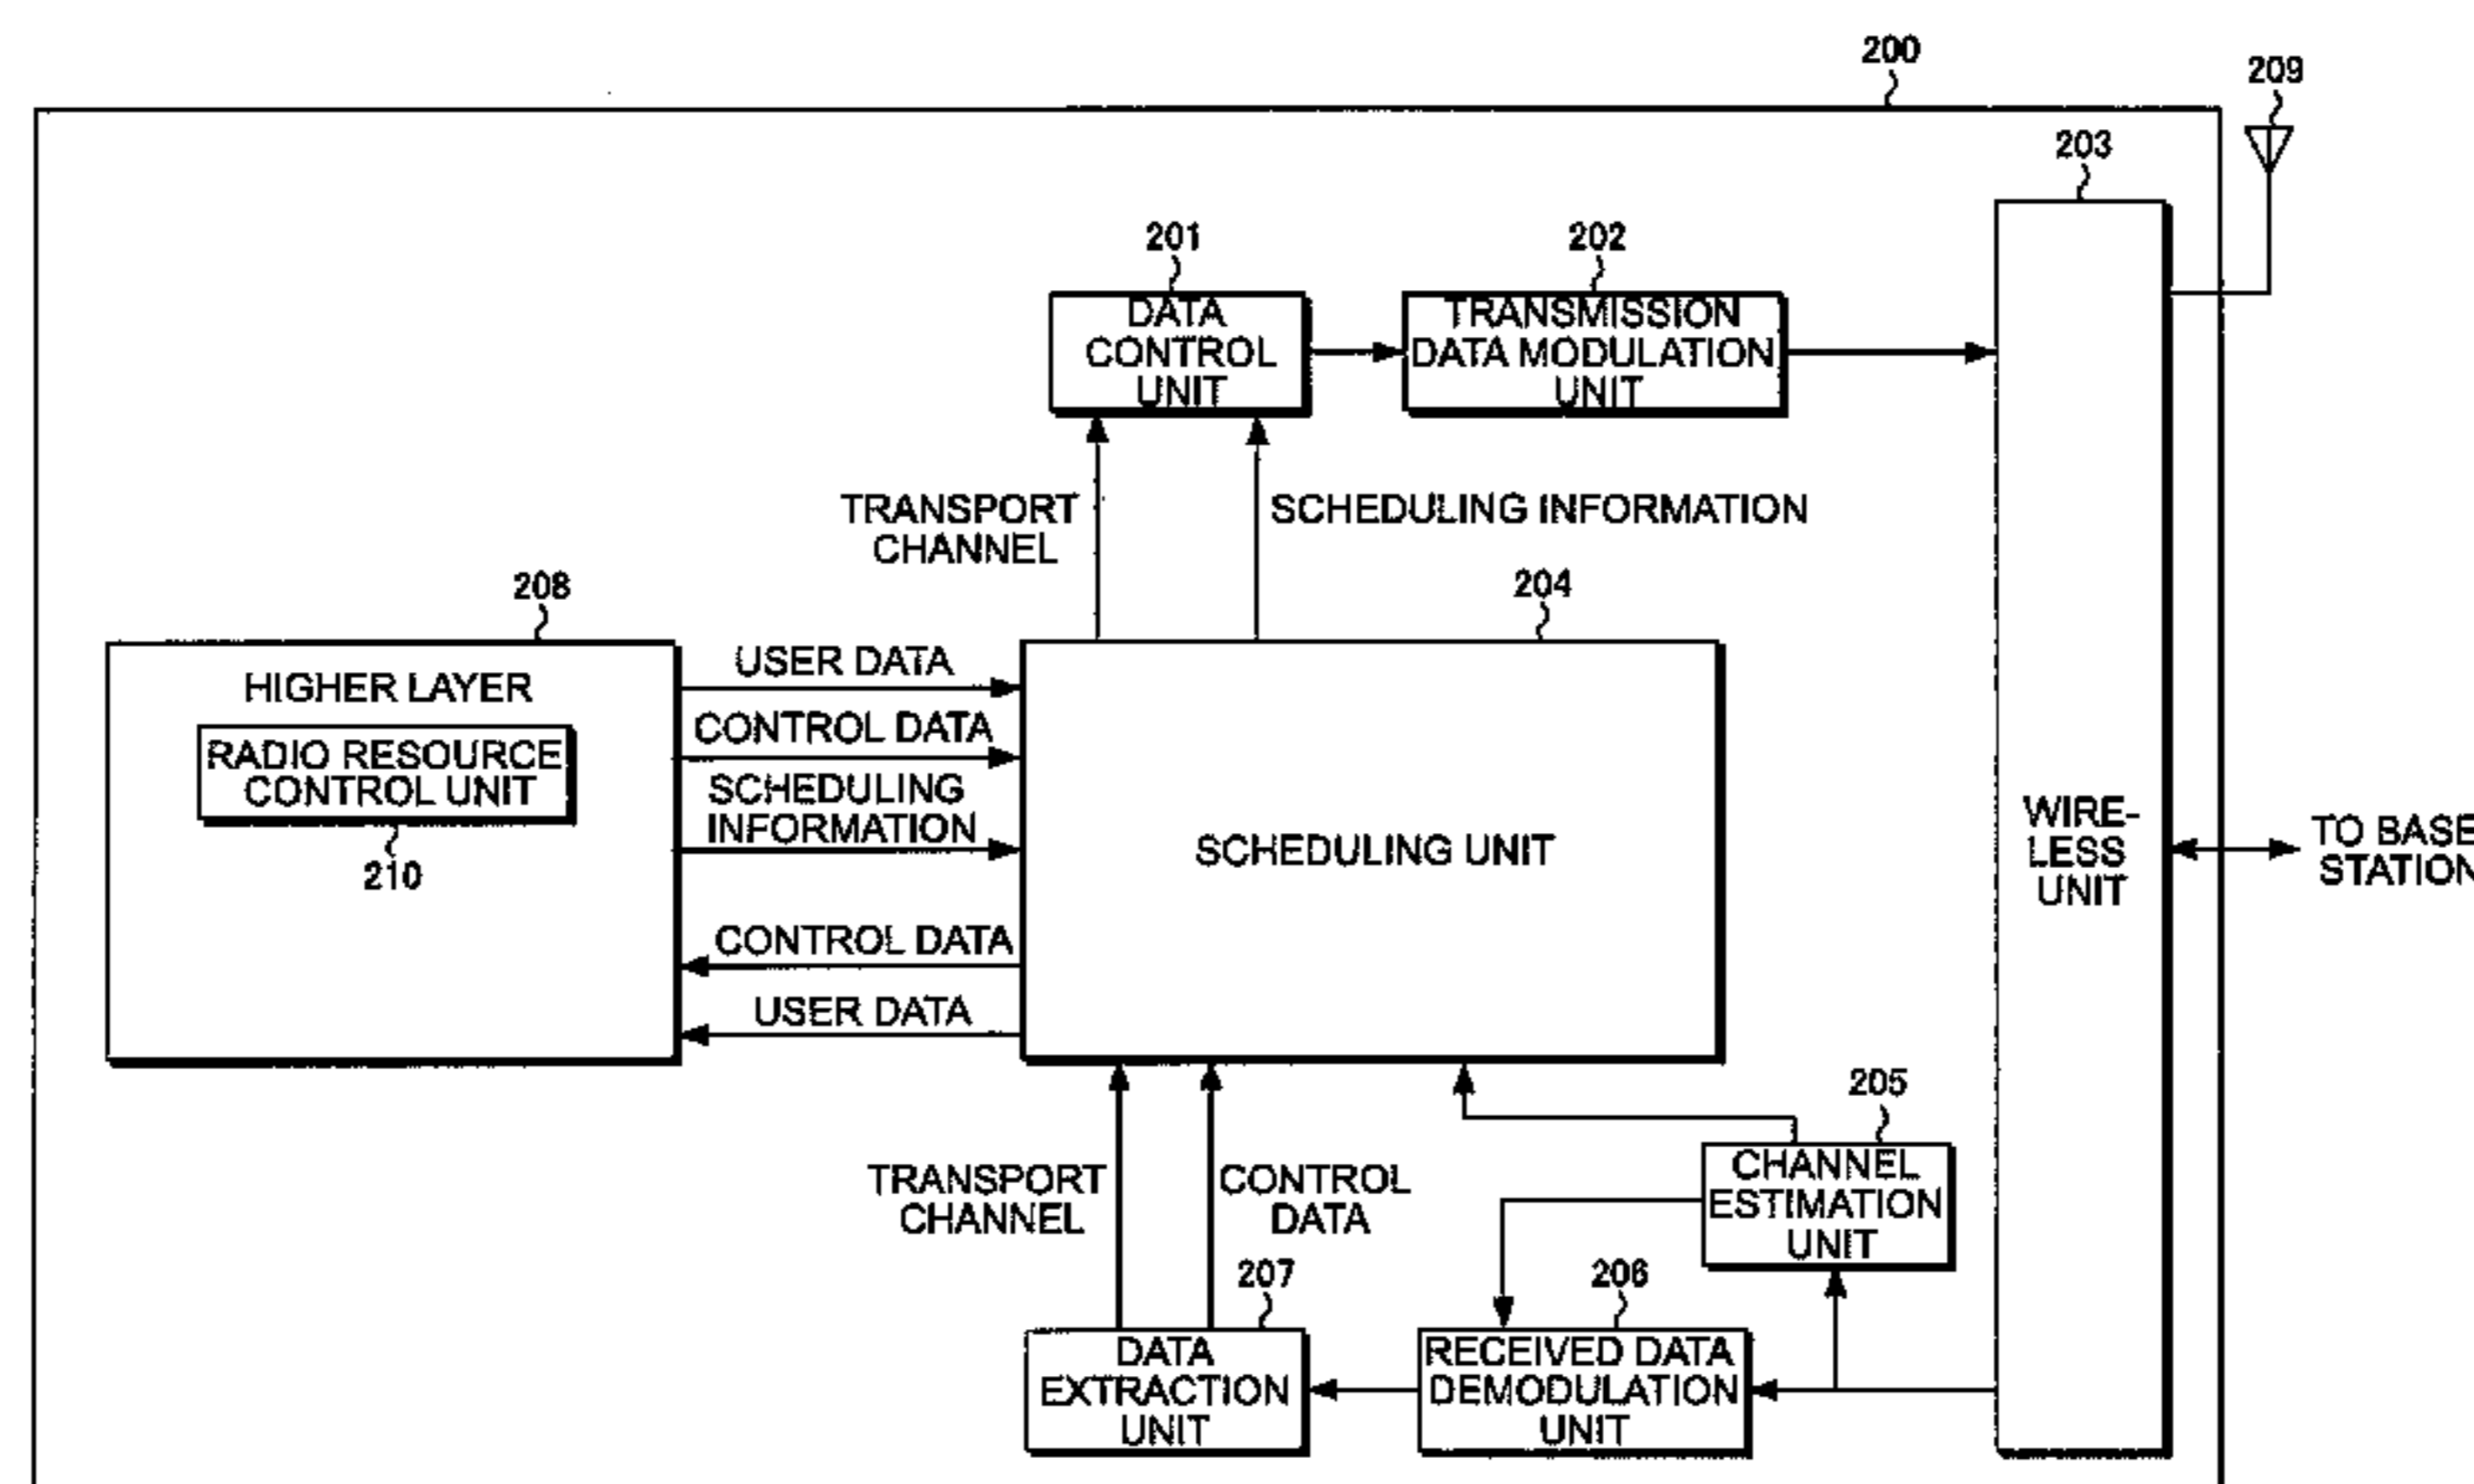 200
209
203
201
202
DATA
CONTROL
UNIT
TRANSMISSION
DATA MODULATION
UNIT
TRANSPORT
CHANNEL
SCHEDULING INFORMATION
208
204
HIGHER LAYER
RADIO RESOURCE
CONTROL UNIT
210
USER DATA
CONTROL DATA
SCHEDULING
INFORMATION
CONTROL DATA
USER DATA
SCHEDULING UNIT
WIRE-
LESS
UNIT
TO BASE
STATION
205
CHANNEL
ESTIMATION
UNIT
TRANSPORT
CHANNEL
CONTROL
DATA
207
206
DATA
EXTRACTION
UNIT
RECEIVED DATA
DEMODULATION
UNIT